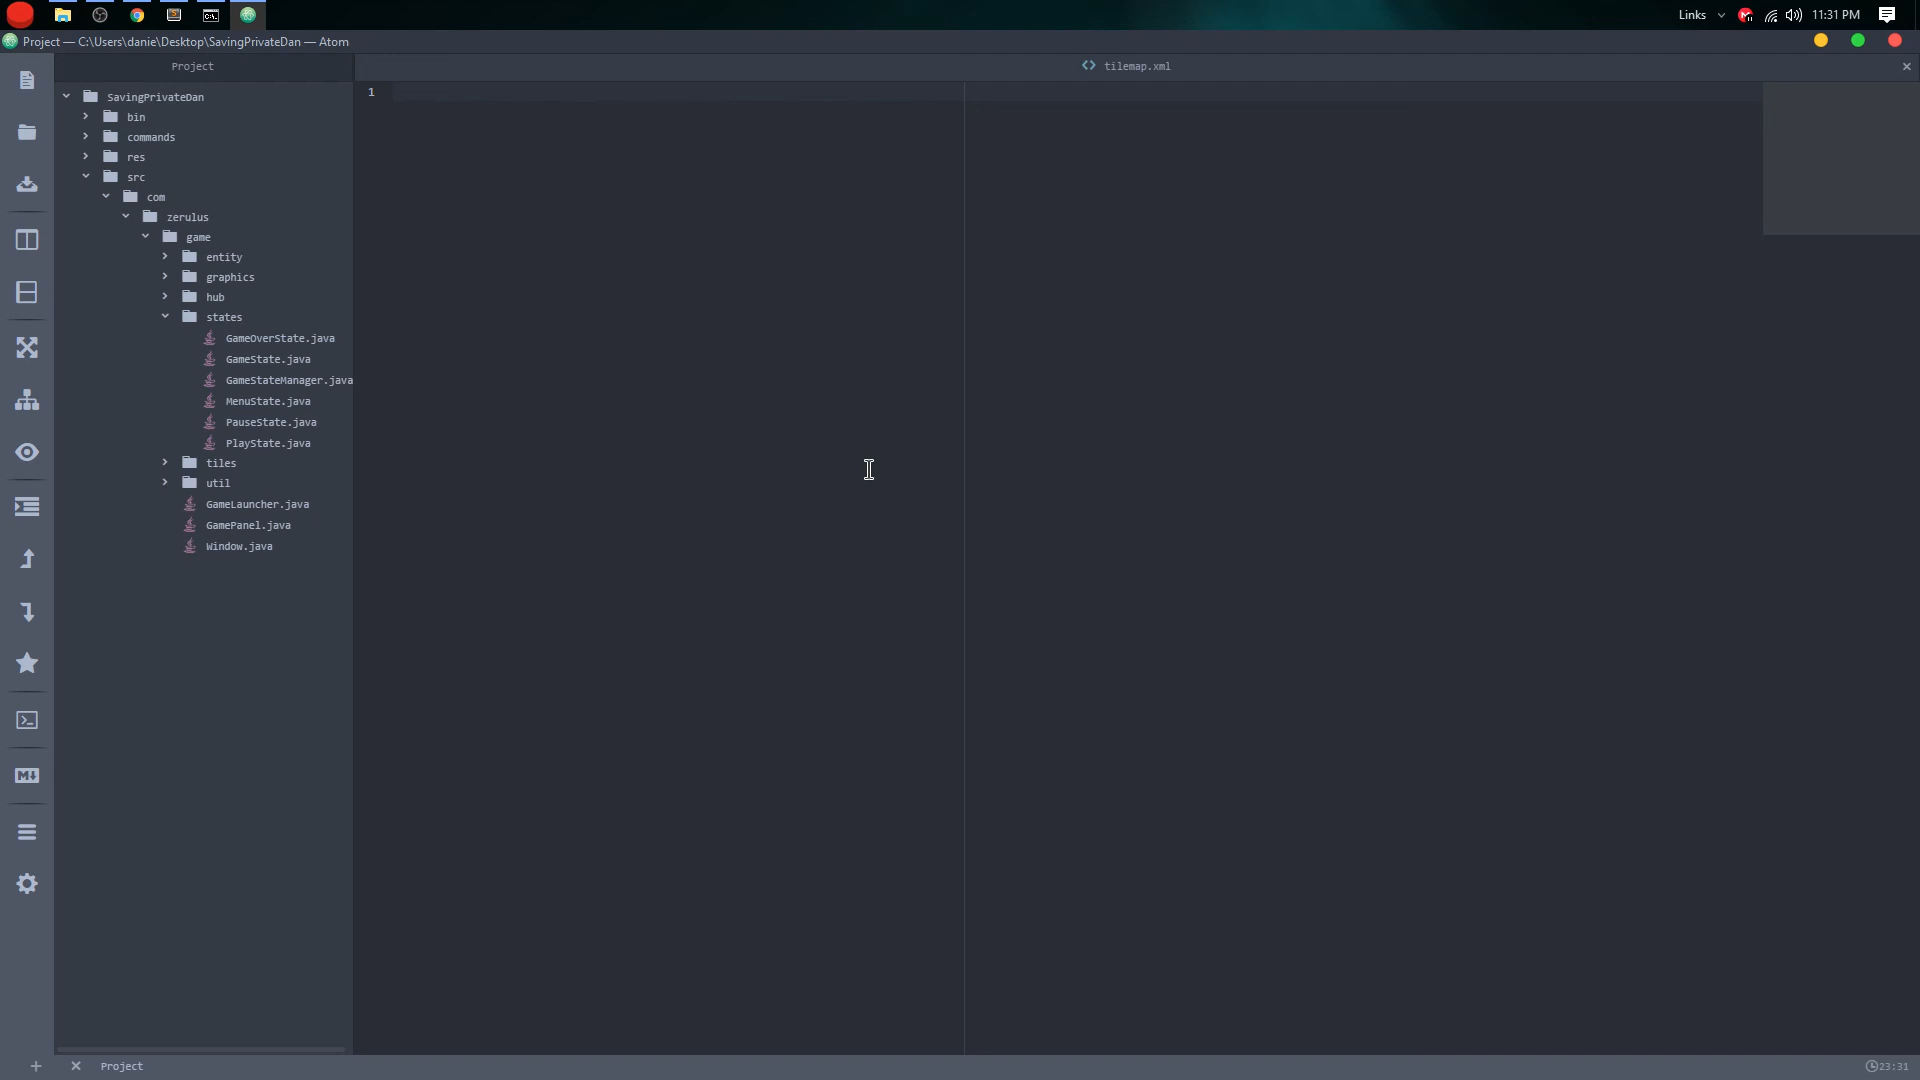 Links 11:31 PM
Project — C:\Users\danie\Desktop\SavingPrivateDan — Atom
Project
tilemap.xml
SavingPrivateDan
1
bin
commands
res
src
com
zerulus
game
entity
graphics
hub
states
GameOverState.java
GameState.java
GameStateManager.java
MenuState.java
PauseState.java
PlayState.java
tiles
util
GameLauncher.java
GamePanel.java
Window.java
M
Project
23:31